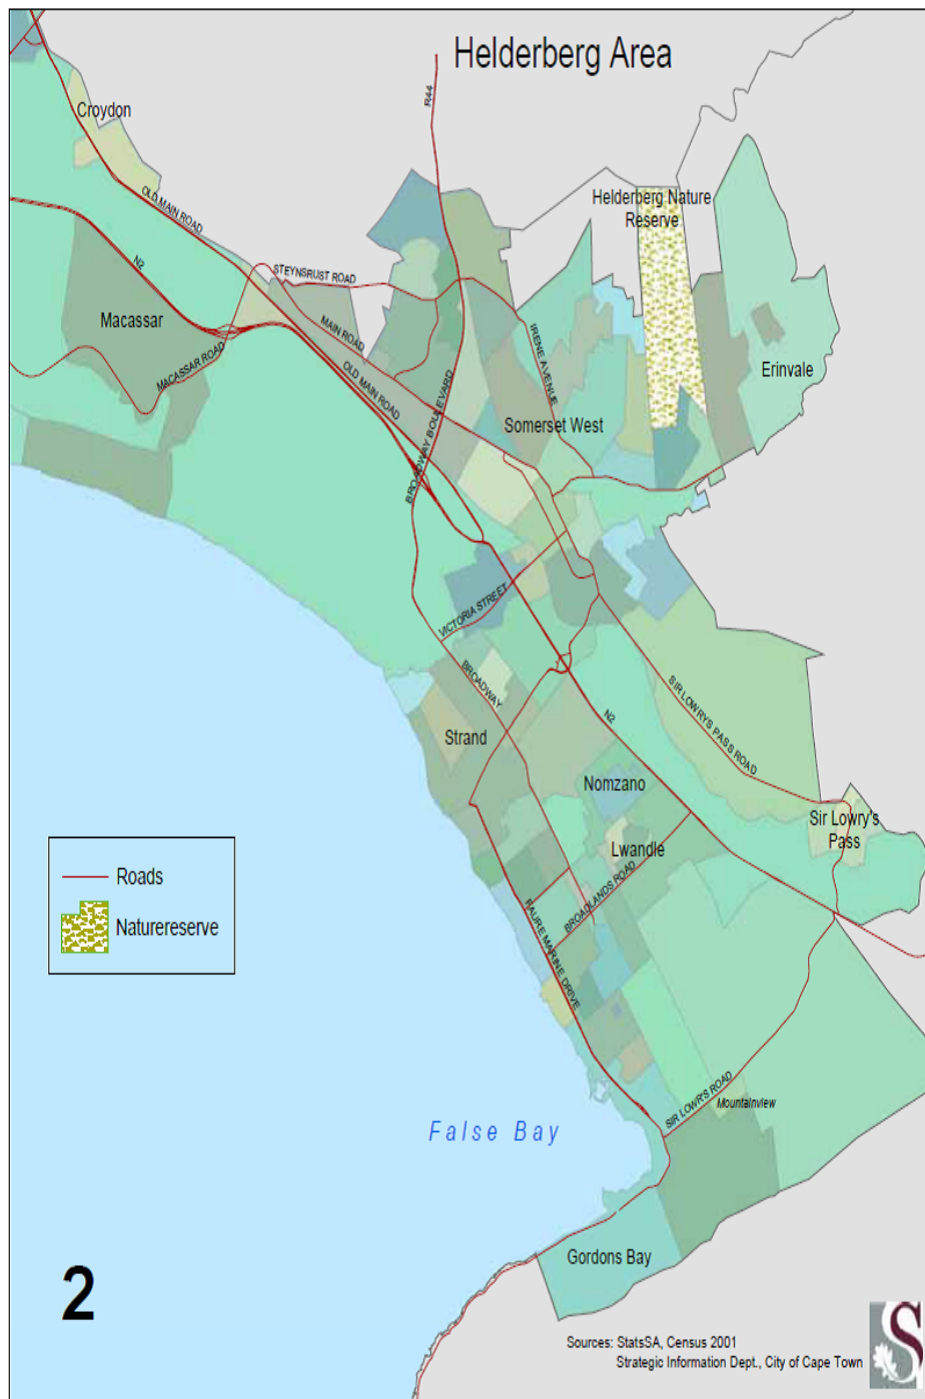 Helderberg Area
R44
Croydon
OLD MAIN ROAD
Helderberg Nature
Reserve
N2
STEYNSRUST ROAD
Macassar
MAIN ROAD
IRENE AVENUE
MACASSAR ROAD
OLD MAIN ROAD
Erinvale
BROADWAY BOULEVARD
Somerset West
VICTORIA STREET
BROADWAY
SIR LOWRYS PASS ROAD
N2
Strand
Nomzano
Sir Lowry's
Pass
Lwandle
BROADLANDS ROAD
Roads
Naturereserve
FAURE MARINE DRIVE
SIR LOWR'S ROAD
Mountainview
False Bay
Gordons Bay
2
Sources: StatsSA, Census 2001
Strategic Information Dept., City of Cape Town
S